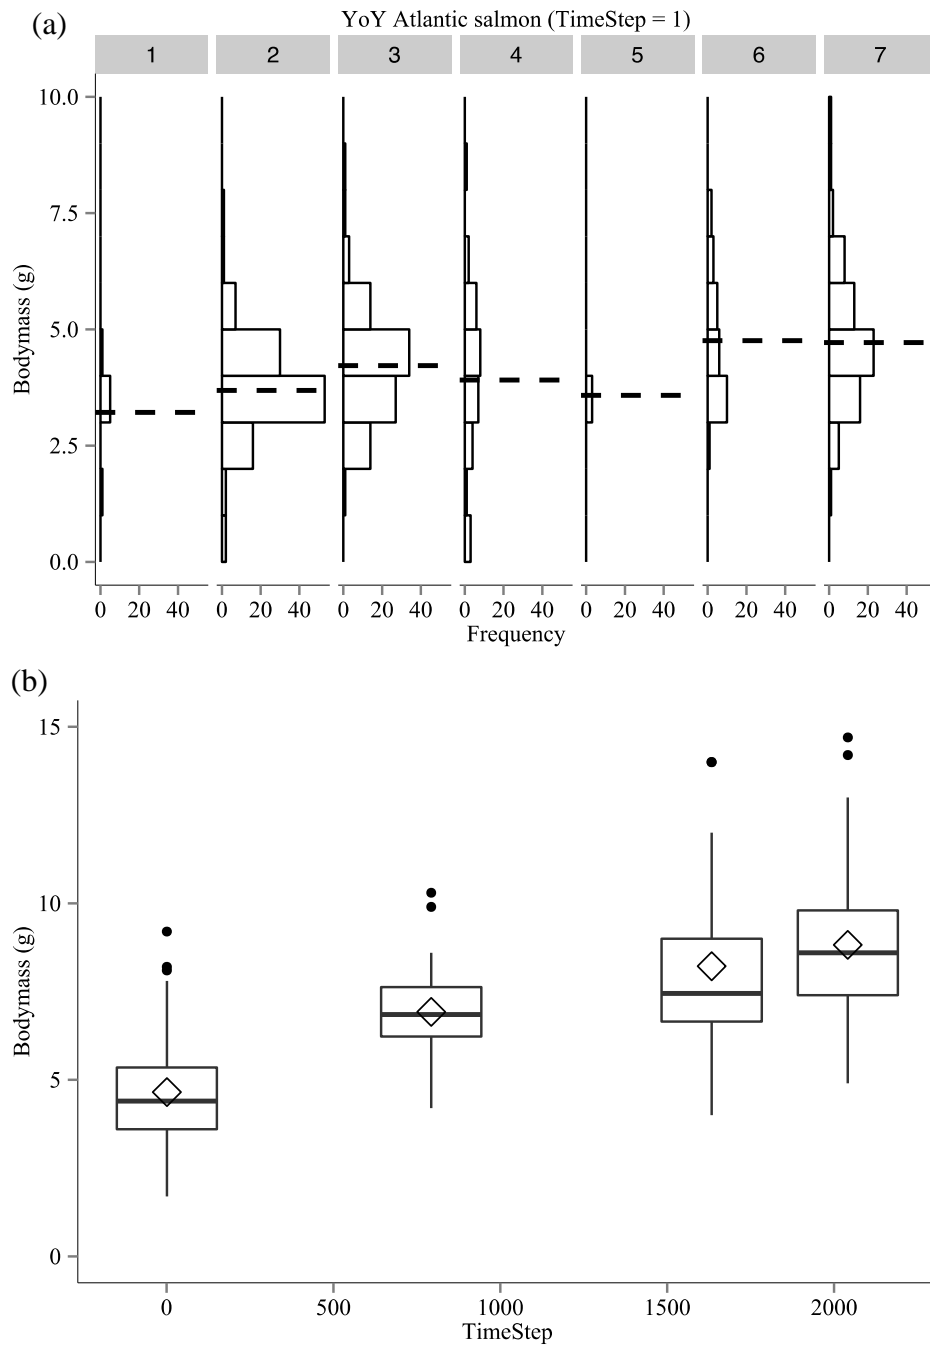 (a)
YoY Atlantic salmon (TimeStep = 1)
1 2 3 4 5 6 7
10.0
7.5
5.0
2.5
0.0
Bodymass (g)
0 20 40 0 20 40 0 20 40 0 20 40 0 20 40 0 20 40 0 20 40
Frequency
(b)
15
10
5
0
Bodymass (g)
0 500 1000 1500 2000
TimeStep